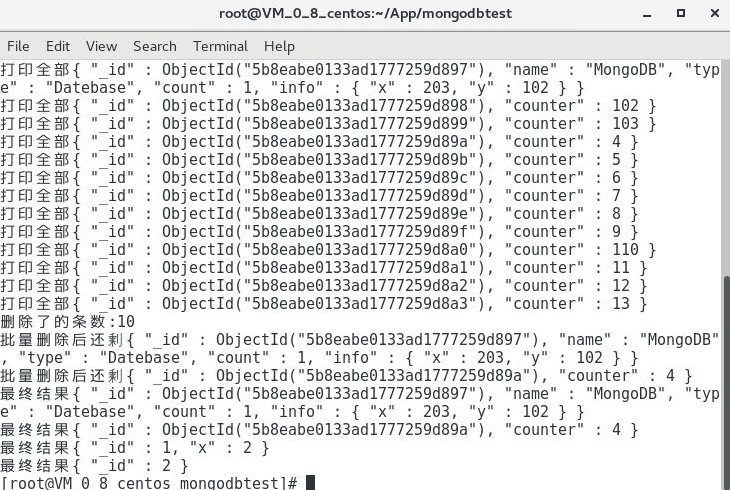 root@VM_0_8_centos:~/App/mongodbtest
File Edit View Search Terminal Help
打印全部{ "_id" : ObjectId("5b8eabe0133ad1777259d897"), "name" : "MongoDB", "typ
e" : "Datebase", "count" : 1, "info" : { "x" : 203, "y" : 102 } }
打印全部{ "_id" : ObjectId("5b8eabe0133ad1777259d898"), "counter" : 102 }
打印全部{ "_id" : ObjectId("5b8eabe0133ad1777259d899"), "counter" : 103 }
打印全部{ "_id" : ObjectId("5b8eabe0133ad1777259d89a"), "counter" : 4 }
打印全部{ "_id" : ObjectId("5b8eabe0133ad1777259d89b"), "counter" : 5 }
打印全部{ "_id" : ObjectId("5b8eabe0133ad1777259d89c"), "counter" : 6 }
打印全部{ "_id" : ObjectId("5b8eabe0133ad1777259d89d"), "counter" : 7 }
打印全部{ "_id" : ObjectId("5b8eabe0133ad1777259d89e"), "counter" : 8 }
打印全部{ "_id" : ObjectId("5b8eabe0133ad1777259d89f"), "counter" : 9 }
打印全部{ "_id" : ObjectId("5b8eabe0133ad1777259d8a0"), "counter" : 110 }
打印全部{ "_id" : ObjectId("5b8eabe0133ad1777259d8a1"), "counter" : 11 }
打印全部{ "_id" : ObjectId("5b8eabe0133ad1777259d8a2"), "counter" : 12 }
打印全部{ "_id" : ObjectId("5b8eabe0133ad1777259d8a3"), "counter" : 13 }
删除了的条数:10
批量删除后还剩{ "_id" : ObjectId("5b8eabe0133ad1777259d897"), "name" : "MongoDB"
, "type" : "Datebase", "count" : 1, "info" : { "x" : 203, "y" : 102 } }
批量删除后还剩{ "_id" : ObjectId("5b8eabe0133ad1777259d89a"), "counter" : 4 }
最终结果{ "_id" : ObjectId("5b8eabe0133ad1777259d897"), "name" : "MongoDB", "typ
e" : "Datebase", "count" : 1, "info" : { "x" : 203, "y" : 102 } }
最终结果{ "_id" : ObjectId("5b8eabe0133ad1777259d89a"), "counter" : 4 }
最终结果{ "_id" : 1, "x" : 2 }
最终结果{ "_id" : 2 }
[root@VM_0_8_centos mongodbtest]#